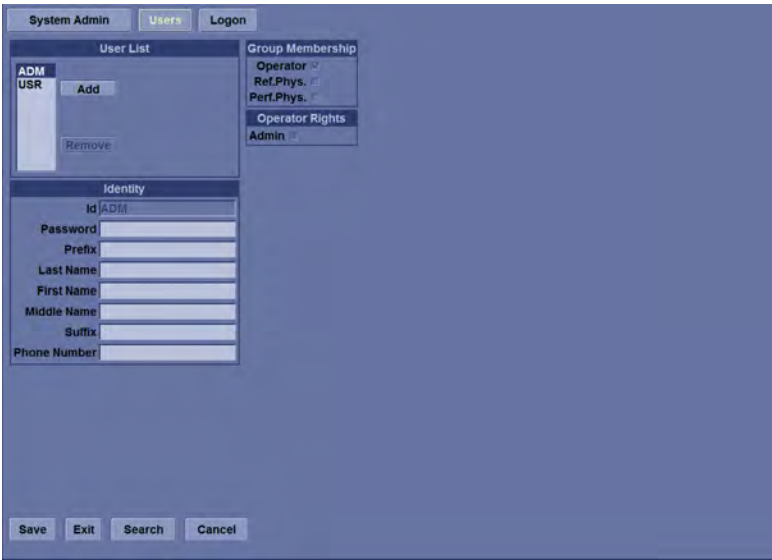 System Admin Users Logon
User List
ADM
USR
Add
Remove
Group Membership
Operator
Ref.Phys.
Perf.Phys.
Operator Rights
Admin
Identity
Id ADM
Password
Prefix
Last Name
First Name
Middle Name
Suffix
Phone Number
Save Exit Search Cancel